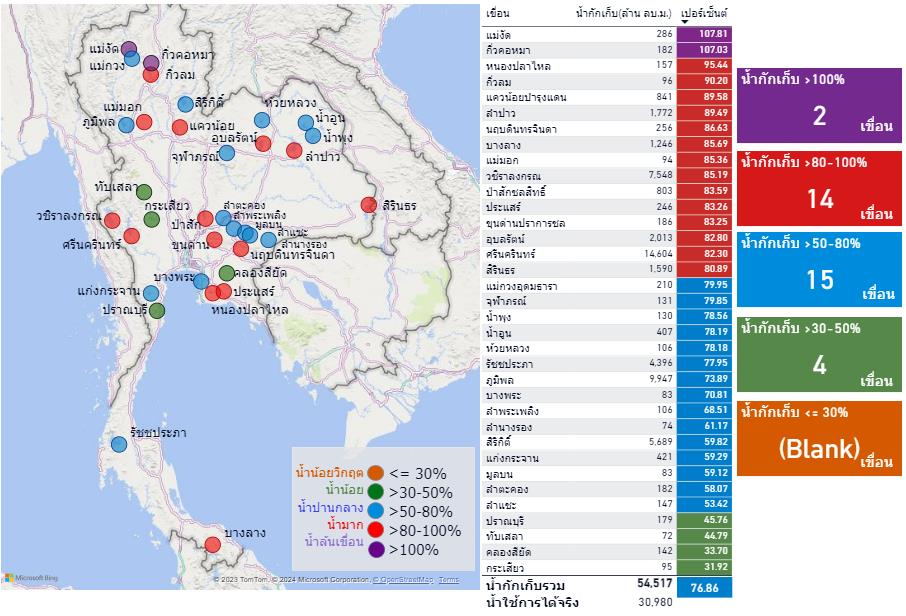 แม่งัด
แม่กวง
กิ่วคอหมา
กิ่วลม
แม่มอก
สิริกิติ์
ห้วยหลวง
ภูมิพล
แควน้อย
น้ำอูน
อุบลรัตน์
น้ำพุง
จุฬาภรณ์
ลำปาว
ทับเสลา
กระเสียว
ลำตะคอง
สิรินธร
วชิราลงกรณ
ป่าสัก
ลำพระเพลิง
มูลบน
ลำแชะ
ศรีนครินทร์
ขุนด่าน
ลำนางรอง
นฤบดินทรจินดา
บางพระ
คลองสียัด
แก่งกระจาน
ประแสร์
ปราณบุรี
หนองปลาไหล
รัชชประภา
บางลาง
น้ำน้อยวิกฤต <= 30%
น้ำน้อย >30-50%
น้ำปานกลาง >50-80%
น้ำมาก >80-100%
น้ำล้นเขื่อน >100%
Microsoft Bing
© 2023 TomTom, © 2024 Microsoft Corporation, © OpenStreetMap Terms
เขื่อน น้ำกักเก็บ(ล้าน ลบ.ม.) เปอร์เซ็นต์
แม่งัด 286 107.81
กิ่วคอหมา 182 107.03
หนองปลาไหล 157 95.44
กิ่วลม 96 90.20
แควน้อยบำรุงแดน 841 89.58
ลำปาว 1,772 89.49
นฤบดินทรจินดา 256 86.63
บางลาง 1,246 85.69
แม่มอก 94 85.36
วชิราลงกรณ 7,548 85.19
ป่าสักชลสิทธิ์ 803 83.59
ประแสร์ 246 83.26
ขุนด่านปราการชล 186 83.25
อุบลรัตน์ 2,013 82.80
ศรีนครินทร์ 14,604 82.30
สิรินธร 1,590 80.89
แม่กวงอุดมธารา 210 79.95
จุฬาภรณ์ 131 79.85
น้ำพุง 130 78.56
น้ำอูน 407 78.19
ห้วยหลวง 106 78.18
รัชชประภา 4,396 77.95
ภูมิพล 9,947 73.89
บางพระ 83 70.81
ลำพระเพลิง 106 68.51
ลำนางรอง 74 61.17
สิริกิติ์ 5,689 59.82
แก่งกระจาน 421 59.29
มูลบน 83 59.12
ลำตะคอง 182 58.07
ลำแชะ 147 53.42
ปราณบุรี 179 45.76
ทับเสลา 72 44.79
คลองสียัด 142 33.70
กระเสียว 95 31.92
น้ำกักเก็บรวม 54,517 76.86
น้ำใช้การได้จริง 30,980
น้ำกักเก็บ >100%
2 เขื่อน
น้ำกักเก็บ >80-100%
14 เขื่อน
น้ำกักเก็บ >50-80%
15 เขื่อน
น้ำกักเก็บ >30-50%
4 เขื่อน
น้ำกักเก็บ <= 30%
(Blank) เขื่อน